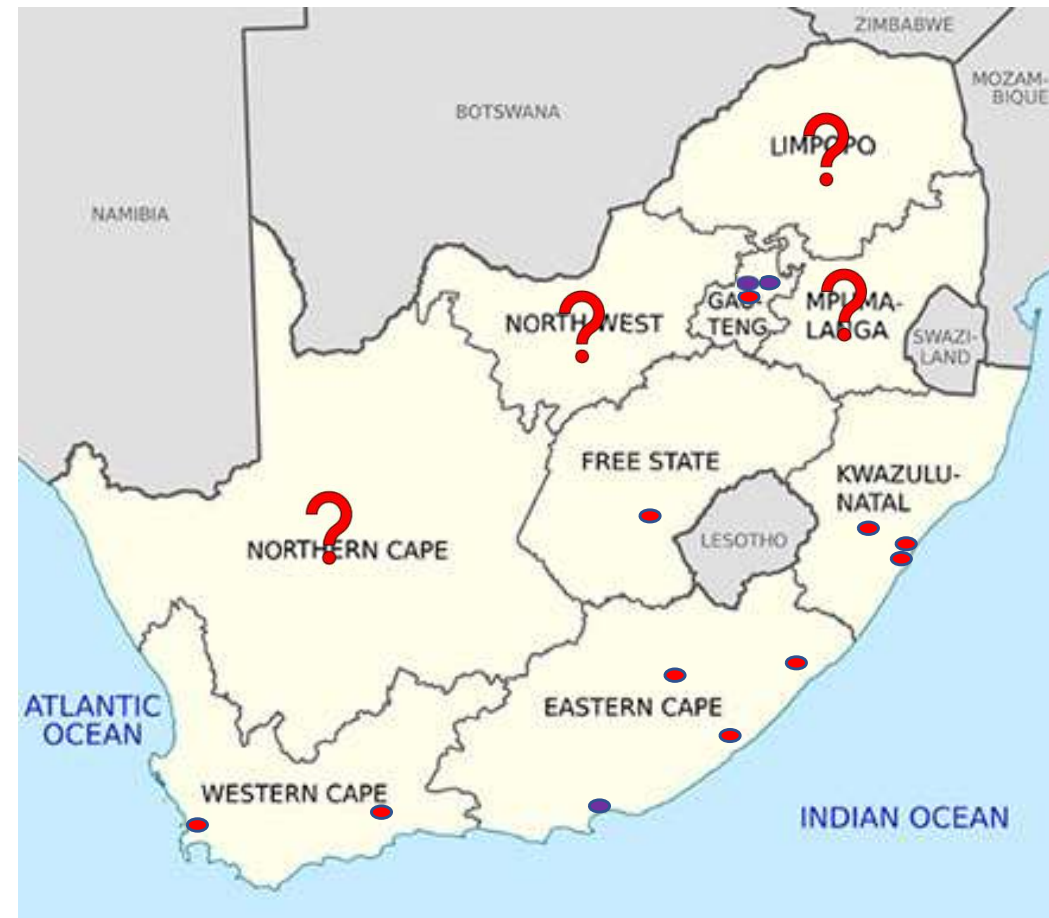 ZIMBABWE
MOZAM-
BIQUE
BOTSWANA
LIMPOPO
?
NAMIBIA
NORTH WEST
?
GAU-
TENG
MPUMA-
LANGA
?
SWAZI-
LAND
FREE STATE
KWAZULU-
NATAL
LESOTHO
NORTHERN CAPE
?
ATLANTIC
OCEAN
EASTERN CAPE
WESTERN CAPE
INDIAN OCEAN